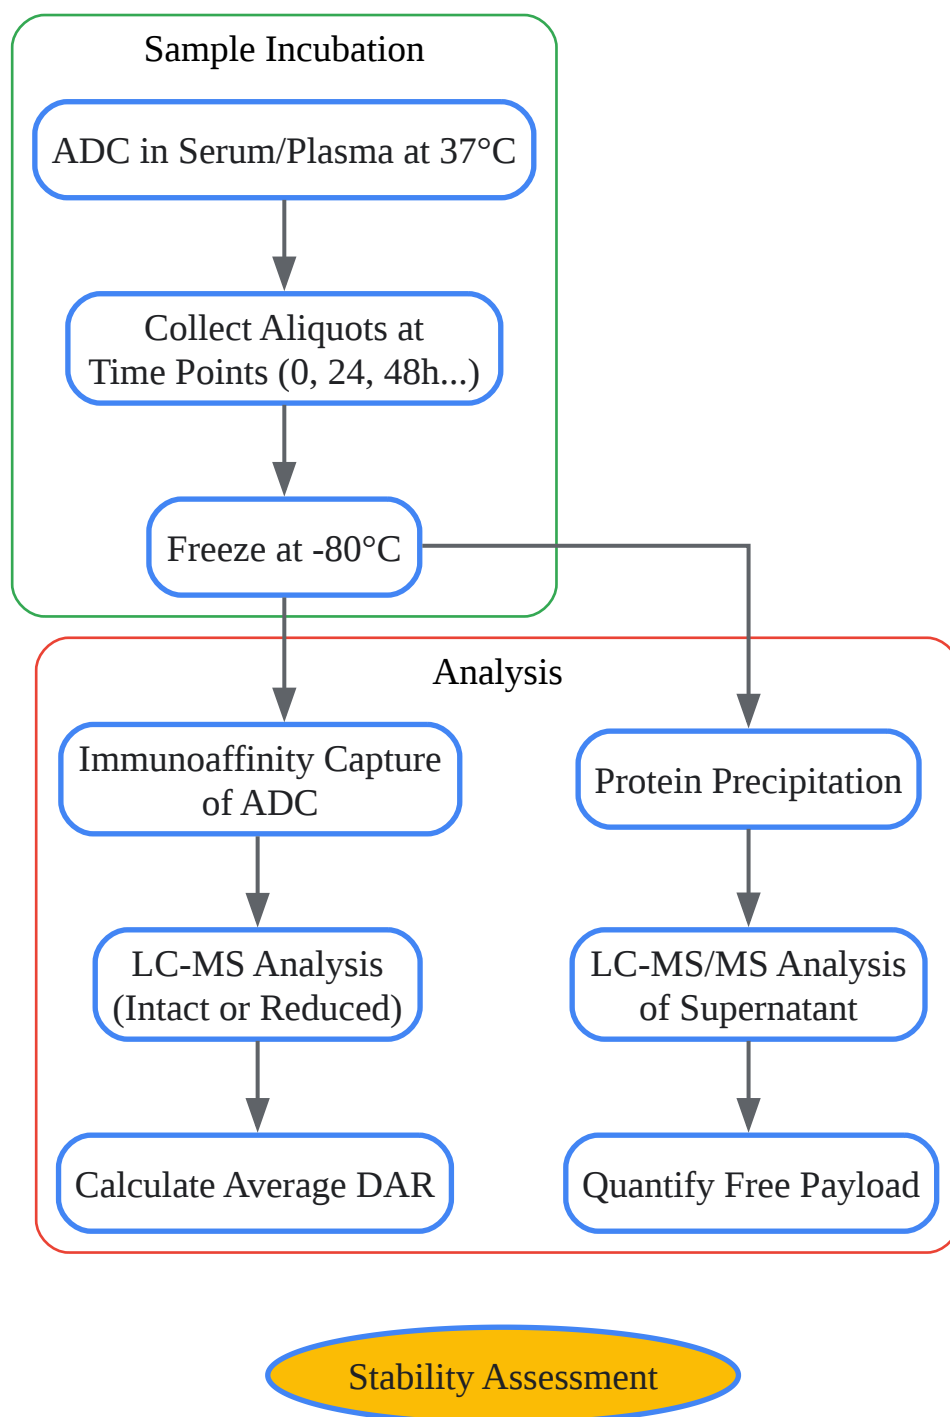 Sample Incubation
ADC in Serum/Plasma at 37°C
Collect Aliquots at
Time Points (0, 24, 48h...)
Freeze at -80°C
Analysis
Immunoaffinity Capture
of ADC
LC-MS Analysis
(Intact or Reduced)
Calculate Average DAR
Protein Precipitation
LC-MS/MS Analysis
of Supernatant
Quantify Free Payload
Stability Assessment